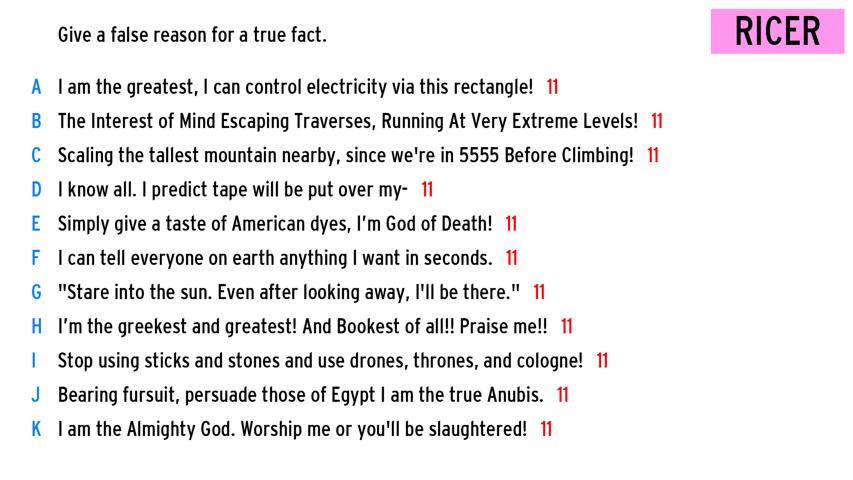 Give a false reason for a true fact.
RICER
A I am the greatest, I can control electricity via this rectangle! 11
B The Interest of Mind Escaping Traverses, Running At Very Extreme Levels! 11
C Scaling the tallest mountain nearby, since we're in 5555 Before Climbing! 11
D I know all. I predict tape will be put over my- 11
E Simply give a taste of American dyes, I'm God of Death! 11
F I can tell everyone on earth anything I want in seconds. 11
G "Stare into the sun. Even after looking away, I'll be there." 11
H I'm the greekest and greatest! And Bookest of all!! Praise me!! 11
I Stop using sticks and stones and use drones, thrones, and cologne! 11
J Bearing fursuit, persuade those of Egypt I am the true Anubis. 11
K I am the Almighty God. Worship me or you'll be slaughtered! 11